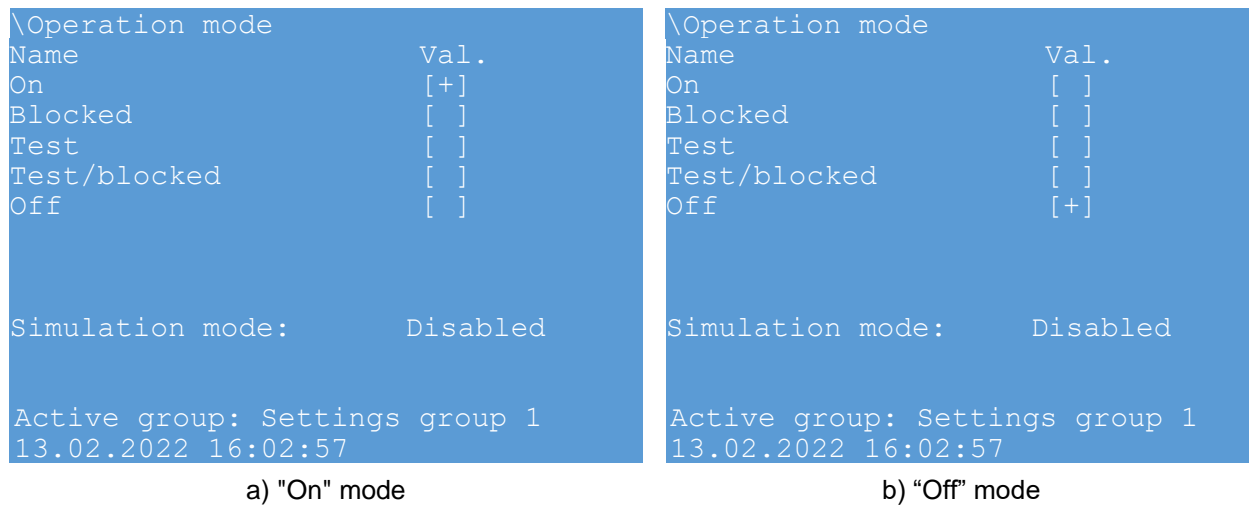 \Operation mode
Name Val.
On [+]
Blocked [ ]
Test [ ]
Test/blocked [ ]
Off [ ]
Simulation mode: Disabled
Active group: Settings group 1
13.02.2022 16:02:57
a) "On" mode
\Operation mode
Name Val.
On [ ]
Blocked [ ]
Test [ ]
Test/blocked [ ]
Off [+]
Simulation mode: Disabled
Active group: Settings group 1
13.02.2022 16:02:57
b) “Off” mode